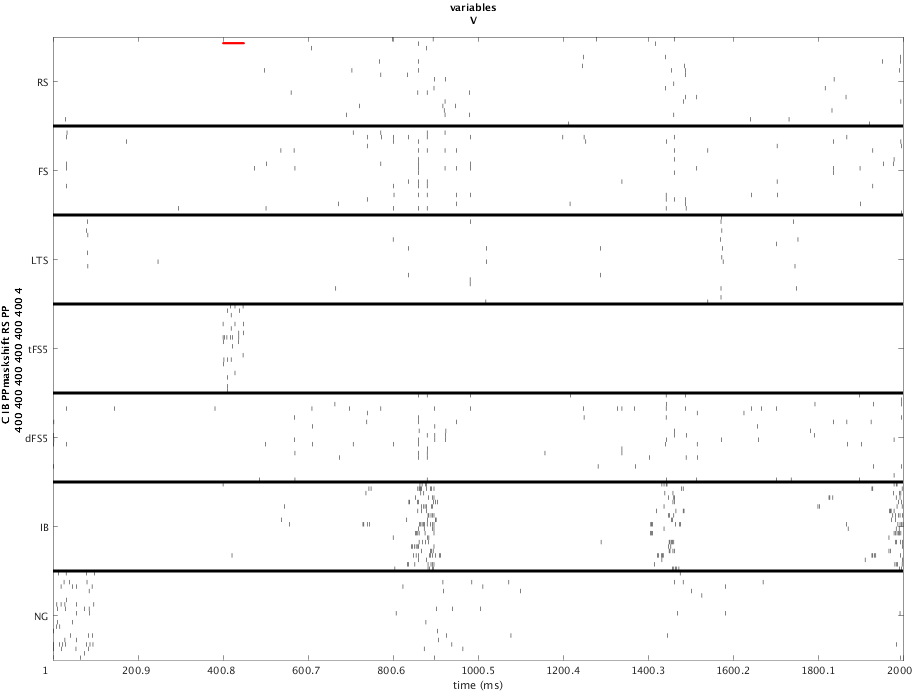 variables
V
RS
FS
LTS
tFS5
dFS5
IB
NG
C IB PPmaskshift RS PP
400 400 400 400 400 400 4
1
200.9
400.8
600.7
800.6
1000.5
1200.4
1400.3
1600.2
1800.1
2000
time (ms)